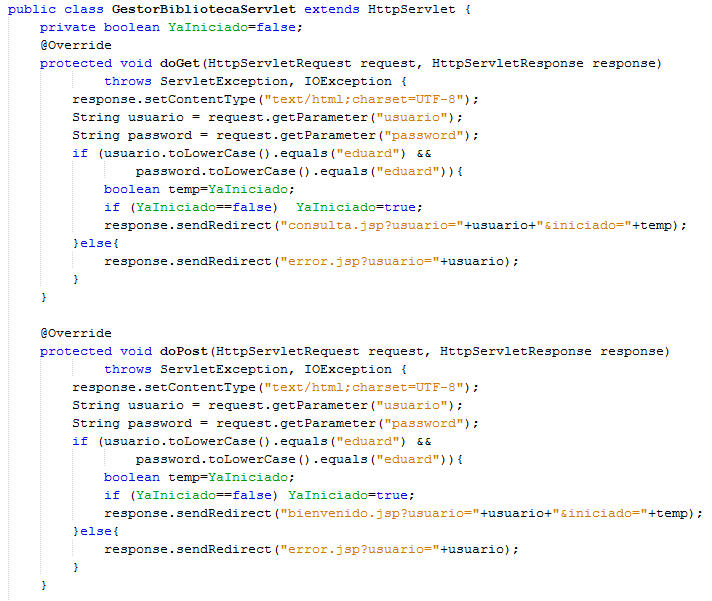 public class GestorBibliotecaServlet extends HttpServlet {
    private boolean YaIniciado=false;
    @Override
    protected void doGet(HttpServletRequest request, HttpServletResponse response)
            throws ServletException, IOException {
        response.setContentType("text/html;charset=UTF-8");
        String usuario = request.getParameter("usuario");
        String password = request.getParameter("password");
        if (usuario.toLowerCase().equals("eduard") &&
                password.toLowerCase().equals("eduard")){
            boolean temp=YaIniciado;
            if (YaIniciado==false)  YaIniciado=true;
            response.sendRedirect("consulta.jsp?usuario="+usuario+"&iniciado="+temp);
        }else{
            response.sendRedirect("error.jsp?usuario="+usuario);
        }
    }

    @Override
    protected void doPost(HttpServletRequest request, HttpServletResponse response)
            throws ServletException, IOException {
        response.setContentType("text/html;charset=UTF-8");
        String usuario = request.getParameter("usuario");
        String password = request.getParameter("password");
        if (usuario.toLowerCase().equals("eduard") &&
                password.toLowerCase().equals("eduard")){
            boolean temp=YaIniciado;
            if (YaIniciado==false) YaIniciado=true;
            response.sendRedirect("bienvenido.jsp?usuario="+usuario+"&iniciado="+temp);
        }else{
            response.sendRedirect("error.jsp?usuario="+usuario);
        }
    }